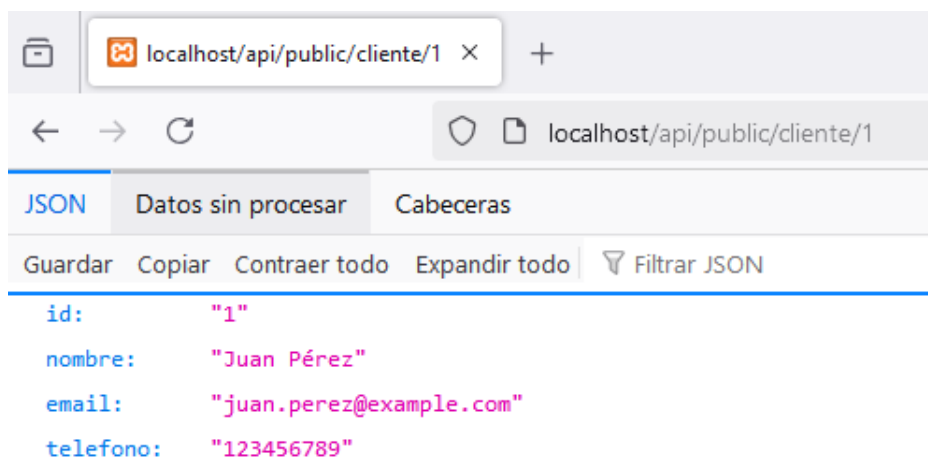 localhost/api/public/cliente/1
localhost/api/public/cliente/1
JSON Datos sin procesar Cabeceras
Guardar Copiar Contraer todo Expandir todo Filtrar JSON
id: "1"
nombre: "Juan Pérez"
email: "juan.perez@example.com"
telefono: "123456789"